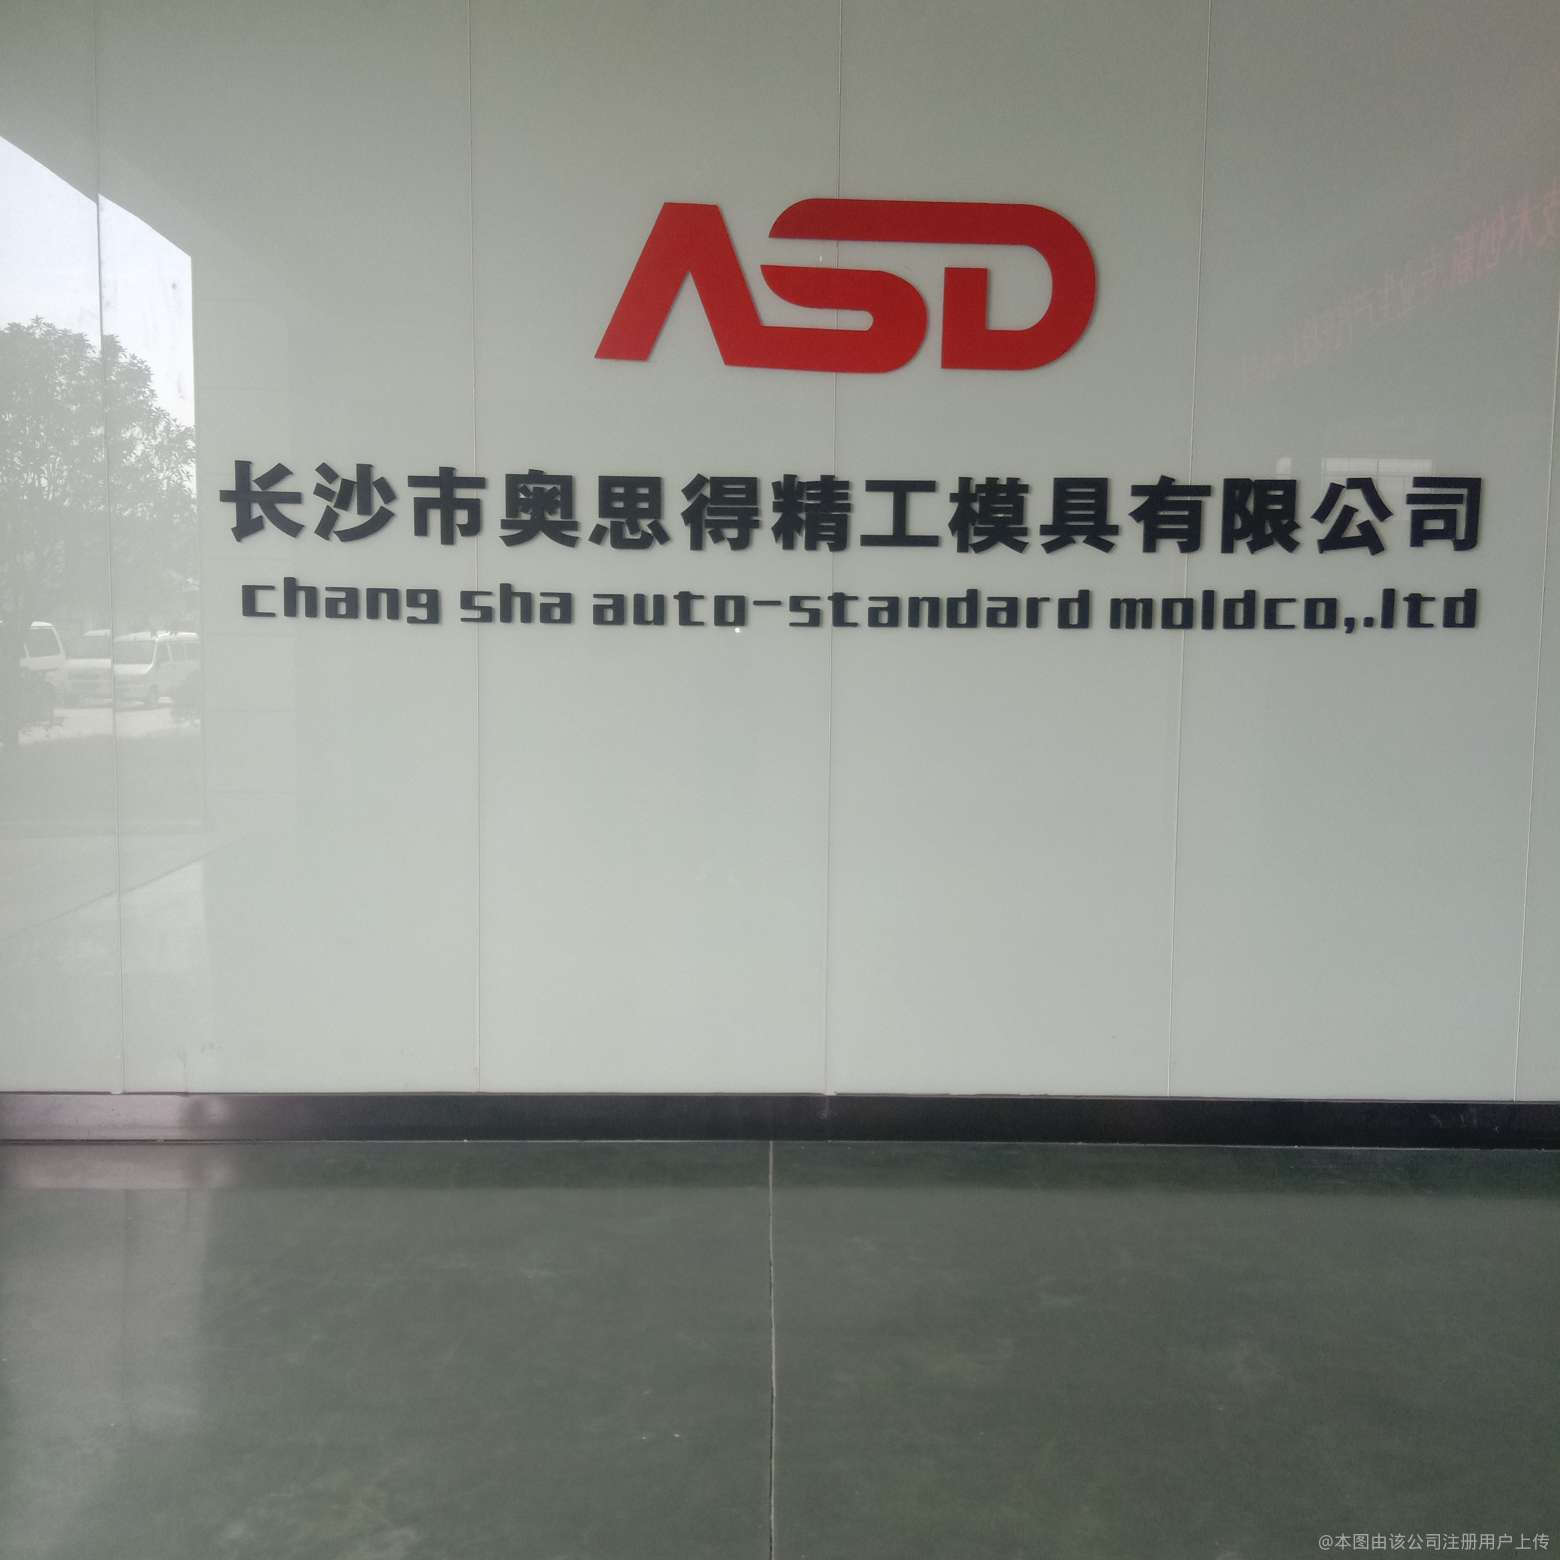 ASD
长沙市奥思得精工模具有限公司
chang sha auto-standard moldco,.ltd
@本图由该公司注册用户上传